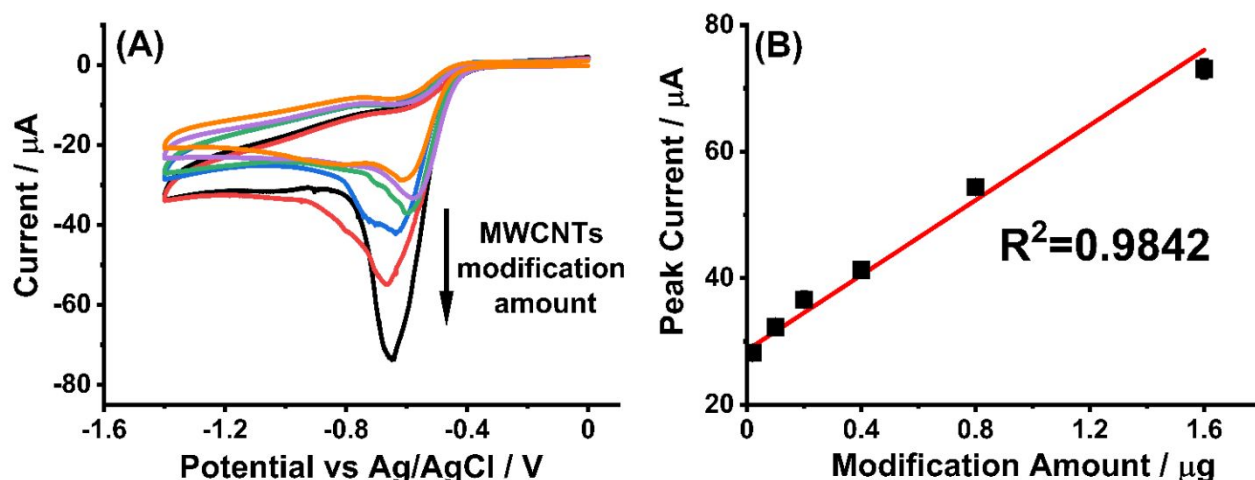 (A)
0
-20
-40
-60
-80
Current / μA
-1.6
-1.2
-0.8
-0.4
0
Potential vs Ag/AgCl / V
MWCNTs
modification
amount
(B)
80
60
40
20
Peak Current / μA
0
0.4
0.8
1.2
1.6
Modification Amount / μg
R²=0.9842